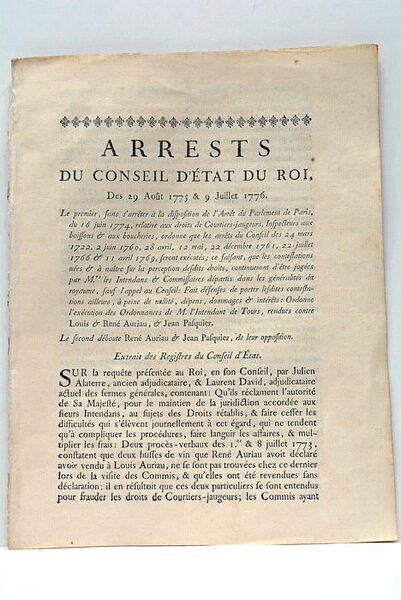 ARRESTS
DU CONSEIL D'ÉTAT DU ROI,
Des 29 Août 1775 & 9 Juillet 1776.
Le premier, sans s'arrêter à la disposition de l'Arrêt du Parlement de Paris,
du 16 juin 1774, relative aux droits de Courtiers-jaugeurs, Inspecteurs aux
boissons & aux boucheries, ordonne que les arrêts du Conseil des 24 mars
1722, 2 juin 1760, 28 avril, 12 mai, 22 décembre 1761, 22 juillet
1766 & 11 avril 1769, seront exécutés; ce faisant, que les contestations
nées & à naître sur la perception desdits droits, continueront d'être jugées
par M.rs les Intendans & Commissaires départis dans les généralités du
royaume, sauf l'appel au Conseil: Fait défenses de porter lesdites contesta-
tions ailleurs, à peine de nullité, dépens, dommages & intérêts: Ordonne
l'exécution des Ordonnances de M. l'Intendant de Tours, rendues contre
Louis & René Auriau, & Jean Pasquier.
Le second déboute René Auriau & Jean Pasquier, de leur opposition.
Extrait des Registres du Conseil d'État.
SUR la requête présentée au Roi, en son Conseil, par Julien
Alaterre, ancien adjudicataire, & Laurent David, adjudicataire
actuel des fermes générales, contenant: Qu'ils réclament l'autorité
de Sa Majesté, pour le maintien de la juridiction accordée aux
sieurs Intendans, au sujets des Droits rétablis, & faire cesser les
difficultés qui s'élèvent journellement à cet égard, qui ne tendent
qu'à compliquer les procédures, faire languir les affaires, & mul-
tiplier les frais: Deux procès-verbaux des 1.er & 8 juillet 1773,
constatent que deux busses de vin que René Auriau avoit déclaré
avoir vendu à Louis Auriau, ne se sont pas trouvées chez ce dernier
lors de la visite des Commis, & qu'elles ont été revendues sans
déclaration; il en résultoit que ces deux particuliers se sont entendus
pour frauder les droits de Courtiers-jaugeurs; les Commis ayant